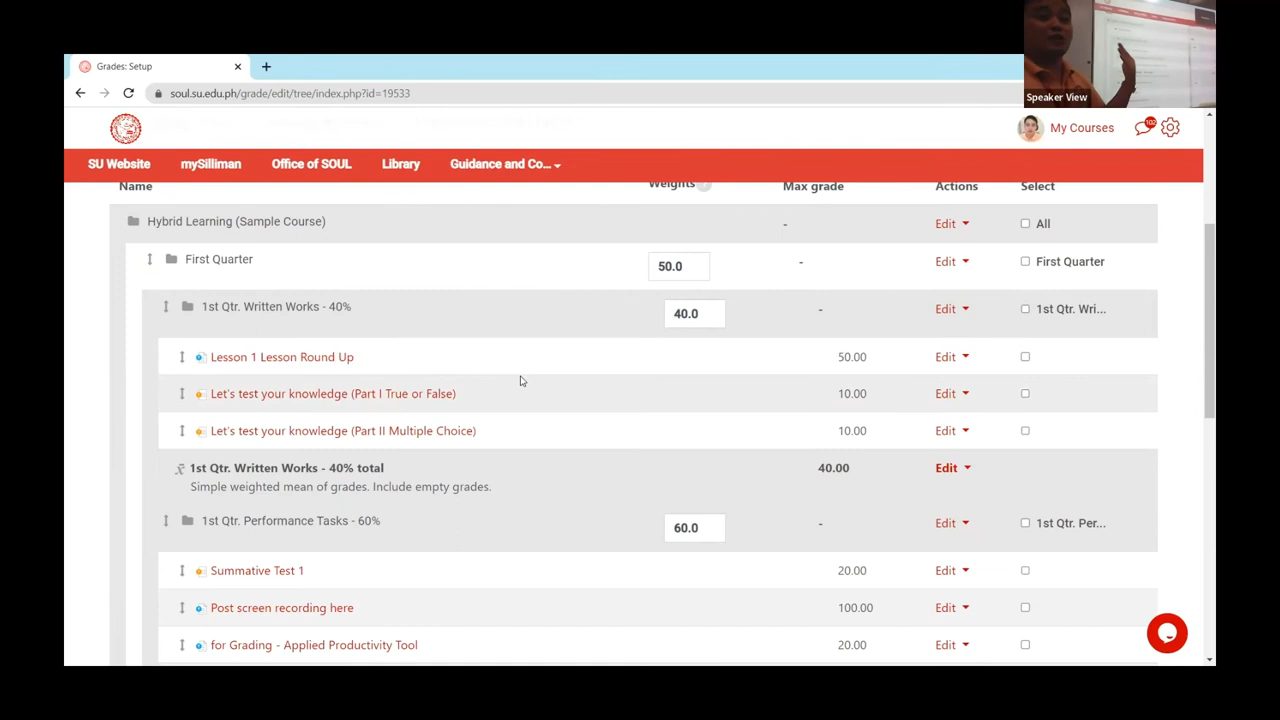 Grades: Setup
soul.su.edu.ph/grade/edit/tree/index.php?id=19533
Speaker View
My Courses 102
SU Website mySilliman Office of SOUL Library Guidance and Co...
Name Weights Max grade Actions Select
Hybrid Learning (Sample Course) - Edit All
First Quarter 50.0 - Edit First Quarter
1st Qtr. Written Works - 40% 40.0 - Edit 1st Qtr. Wri...
Lesson 1 Lesson Round Up 50.00 Edit
Let's test your knowledge (Part I True or False) 10.00 Edit
Let's test your knowledge (Part II Multiple Choice) 10.00 Edit
1st Qtr. Written Works - 40% total 40.00 Edit
Simple weighted mean of grades. Include empty grades.
1st Qtr. Performance Tasks - 60% 60.0 - Edit 1st Qtr. Per...
Summative Test 1 20.00 Edit
Post screen recording here 100.00 Edit
for Grading - Applied Productivity Tool 20.00 Edit